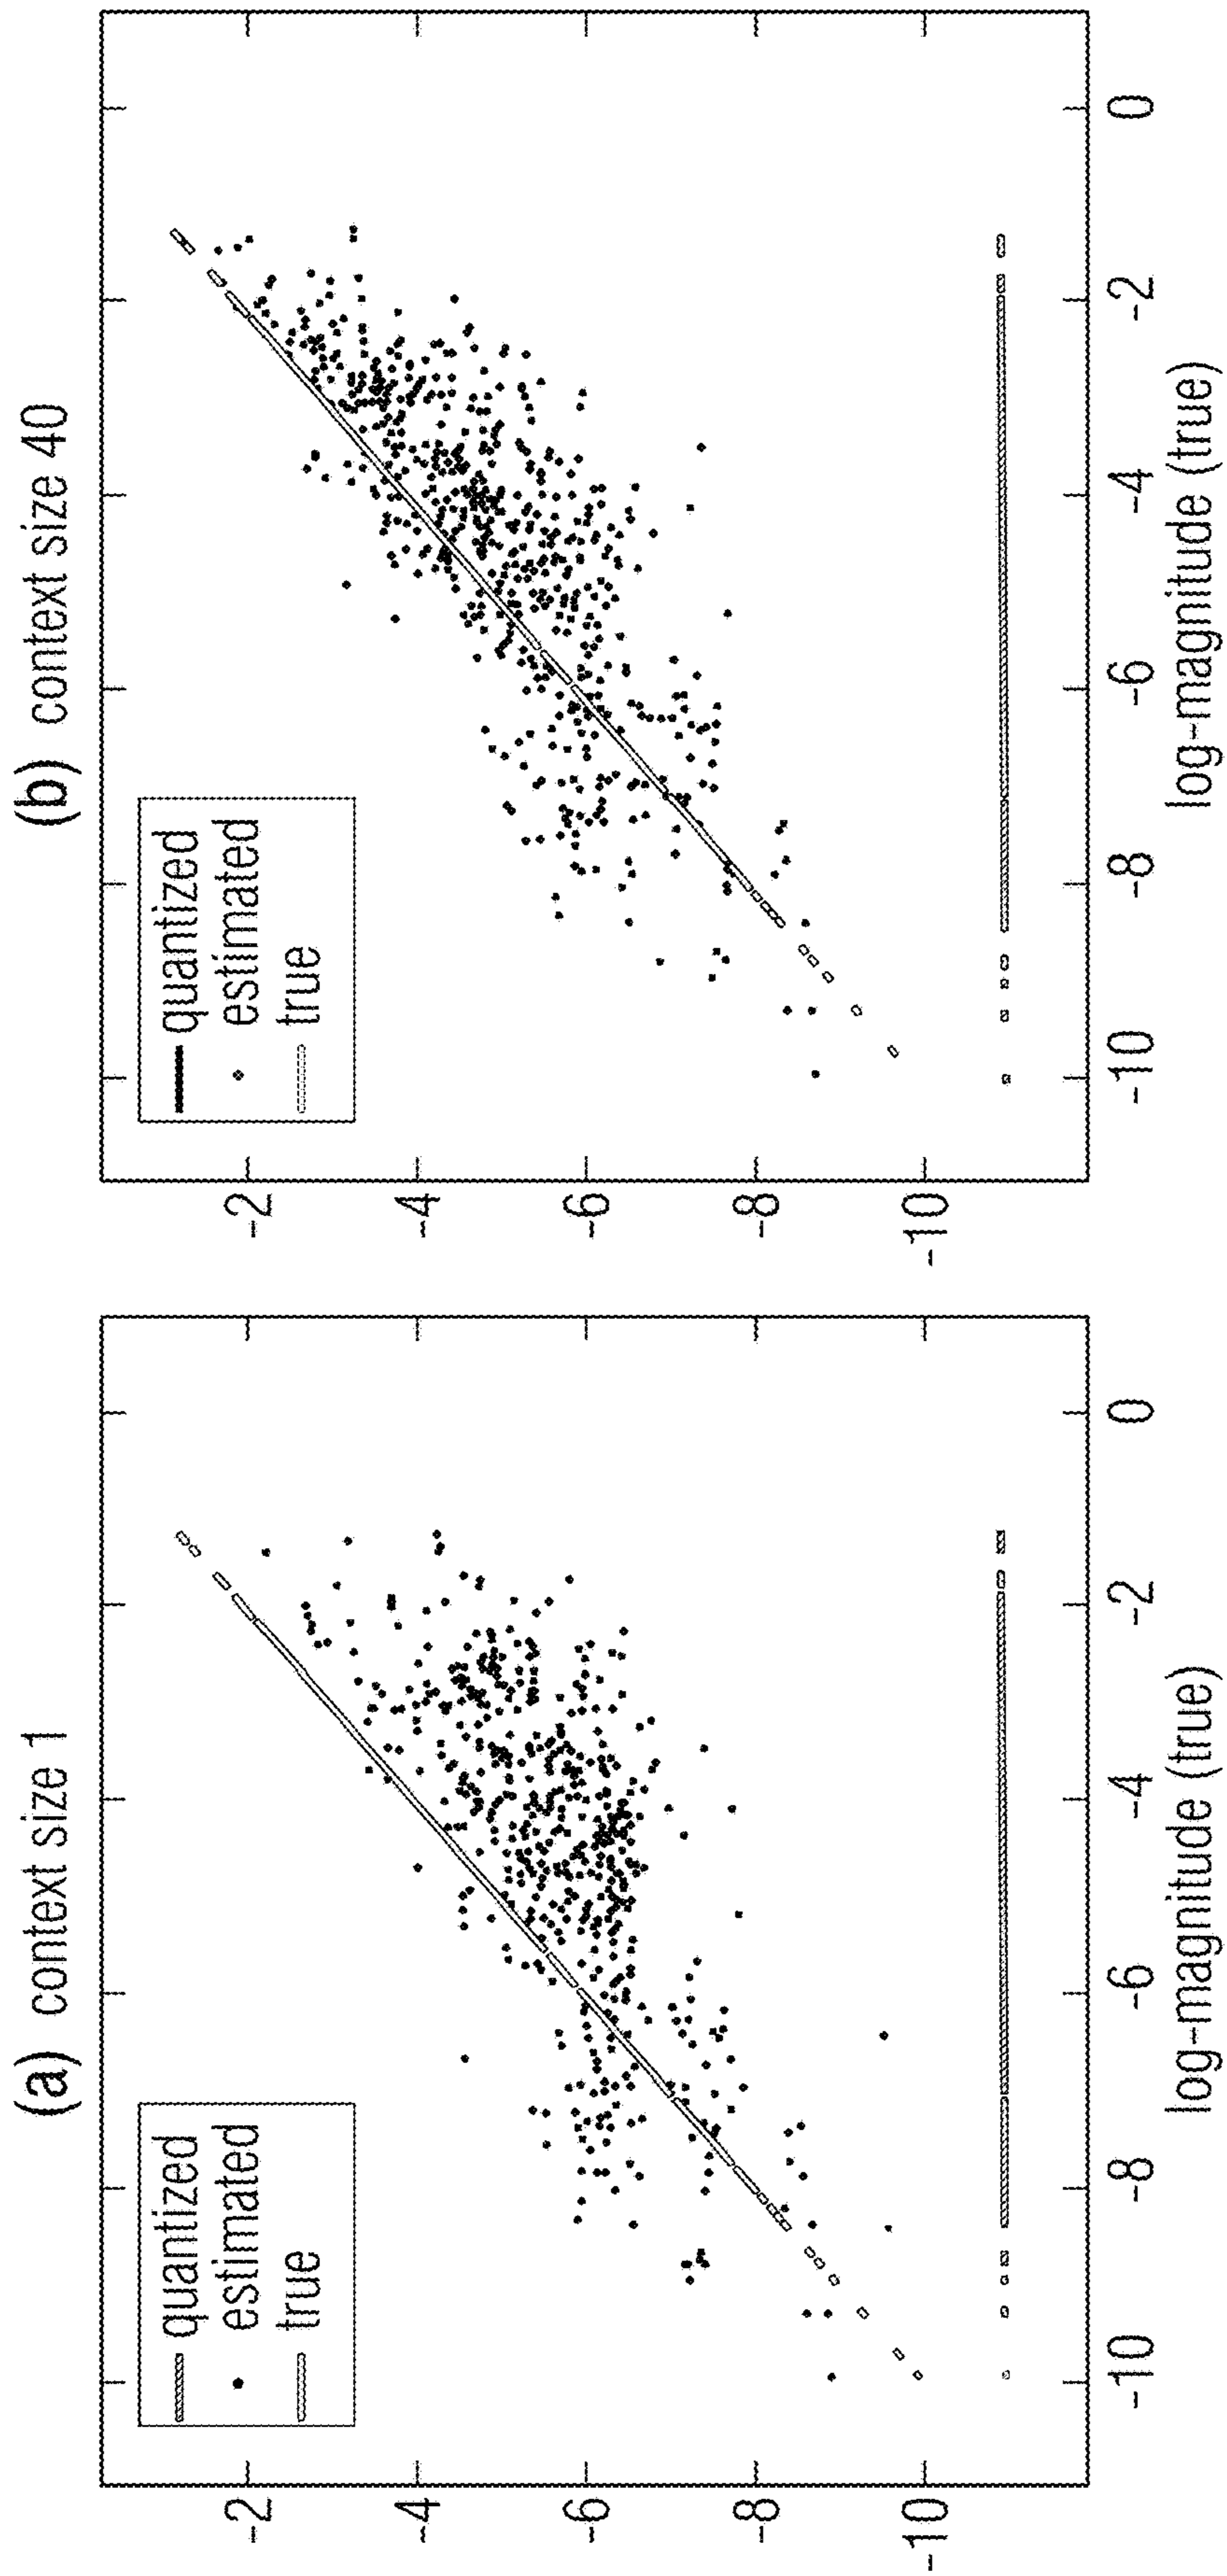 (a) context size 1
quantized
estimated
true
-2
-4
-6
-8
-10
-10 -8 -6 -4 -2 0
log-magnitude (true)
(b) context size 40
quantized
estimated
true
-2
-4
-6
-8
-10
-10 -8 -6 -4 -2 0
log-magnitude (true)